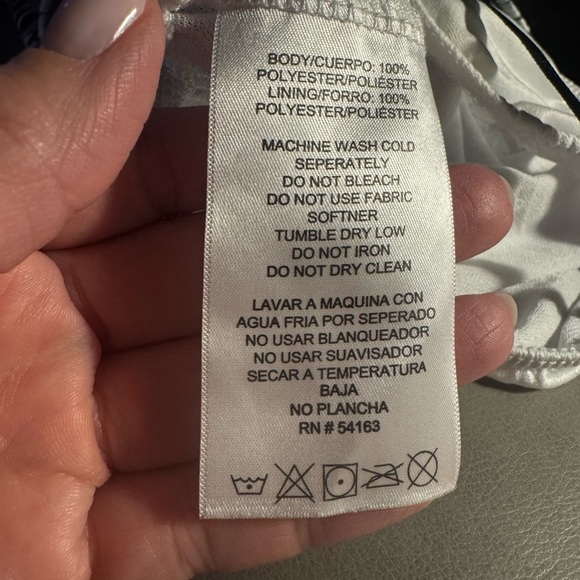 BODY/CUERPO: 100%
POLYESTER/POLIÉSTER
LINING/FORRO: 100%
POLYESTER/POLIÉSTER
MACHINE WASH COLD
SEPERATELY
DO NOT BLEACH
DO NOT USE FABRIC
SOFTNER
TUMBLE DRY LOW
DO NOT IRON
DO NOT DRY CLEAN
LAVAR A MAQUINA CON
AGUA FRIA POR SEPERADO
NO USAR BLANQUEADOR
NO USAR SUAVISADOR
SECAR A TEMPERATURA
BAJA
NO PLANCHA
RN # 54163